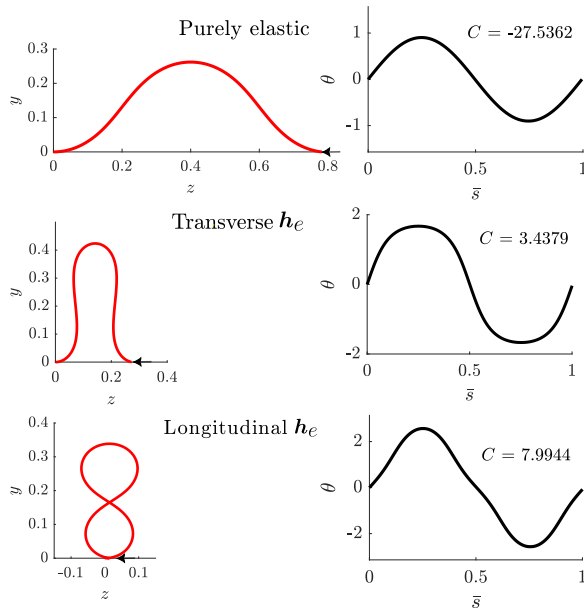 Purely elastic
0.3
0.2
0.1
0
y
0 0.2 0.4 0.6 0.8
z
C = -27.5362
1
0
-1
θ
0 0.5 1
s̅
Transverse hₑ
0.4
0.3
0.2
0.1
0
y
0 0.2 0.4
z
C = 3.4379
2
0
-2
θ
0 0.5 1
s̅
Longitudinal hₑ
0.4
0.3
0.2
0.1
0
y
-0.1 0 0.1
z
C = 7.9944
2
0
-2
θ
0 0.5 1
s̅